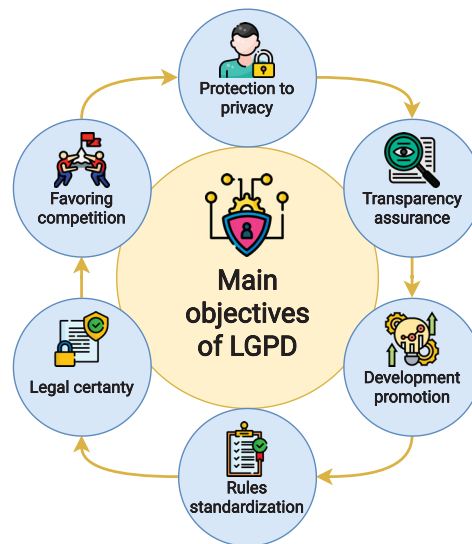 Protection to
privacy
Transparency
assurance
Development
promotion
Rules
standardization
Legal certanty
Favoring
competition
Main
objectives
of LGPD